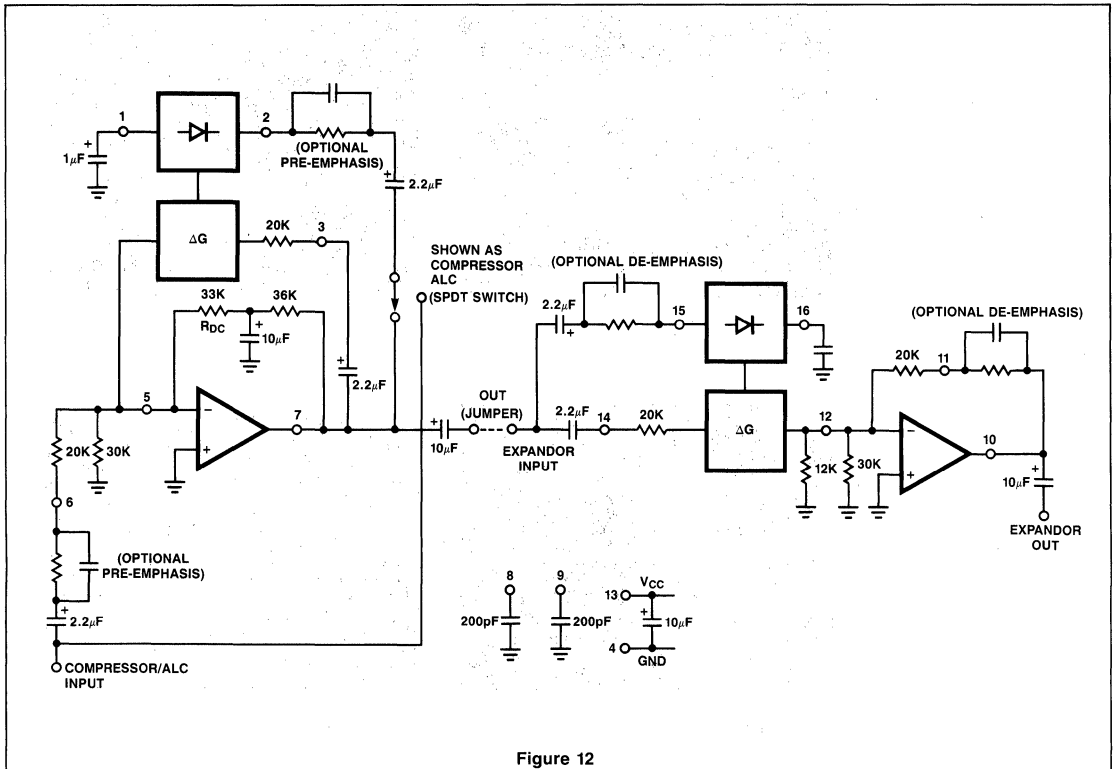 1
2
+
1μF
(OPTIONAL
PRE-EMPHASIS)
+
2.2μF
ΔG
20K
3
SHOWN AS
COMPRESSOR
ALC
(SPDT SWITCH)
33K
36K
RDC
+
10μF
+
2.2μF
5
−
+
7
20K
30K
6
(OPTIONAL
PRE-EMPHASIS)
+
2.2μF
COMPRESSOR/ALC
INPUT
+
10μF
OUT
(JUMPER)
EXPANDOR
INPUT
(OPTIONAL DE-EMPHASIS)
2.2μF
+
15
16
2.2μF
14
20K
ΔG
12
12K
30K
(OPTIONAL DE-EMPHASIS)
20K
11
−
+
10
+
10μF
EXPANDOR
OUT
8
200pF
9
200pF
13
VCC
+
10μF
4
GND
Figure 12